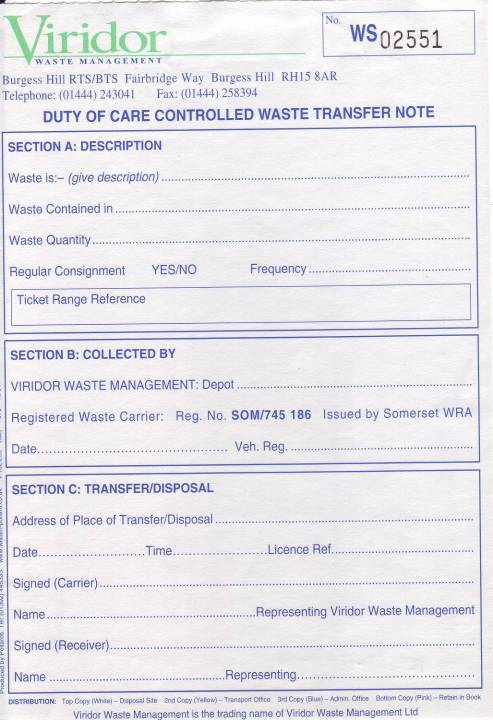 Viridor
WASTE MANAGEMENT
No. WS 02551
Burgess Hill RTS/BTS Fairbridge Way Burgess Hill RH15 8AR
Telephone: (01444) 243041 Fax: (01444) 258394
DUTY OF CARE CONTROLLED WASTE TRANSFER NOTE
SECTION A: DESCRIPTION
Waste is:– (give description)
Waste Contained in
Waste Quantity
Regular Consignment YES/NO Frequency
Ticket Range Reference
SECTION B: COLLECTED BY
VIRIDOR WASTE MANAGEMENT: Depot
Registered Waste Carrier: Reg. No. SOM/745 186 Issued by Somerset WRA
Date Veh. Reg.
SECTION C: TRANSFER/DISPOSAL
Address of Place of Transfer/Disposal
Date Time Licence Ref.
Signed (Carrier)
Name Representing Viridor Waste Management
Signed (Receiver)
Name Representing
DISTRIBUTION: Top Copy (White) – Disposal Site 2nd Copy (Yellow) – Transport Office 3rd Copy (Blue) – Admin. Office Bottom Copy (Pink) – Retain in Book
Viridor Waste Management is the trading name of Viridor Waste Management Ltd